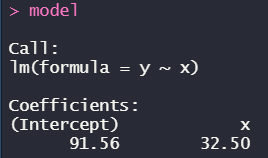 > model
Call:
lm(formula = y ~ x)
Coefficients:
(Intercept)            x
      91.56        32.50